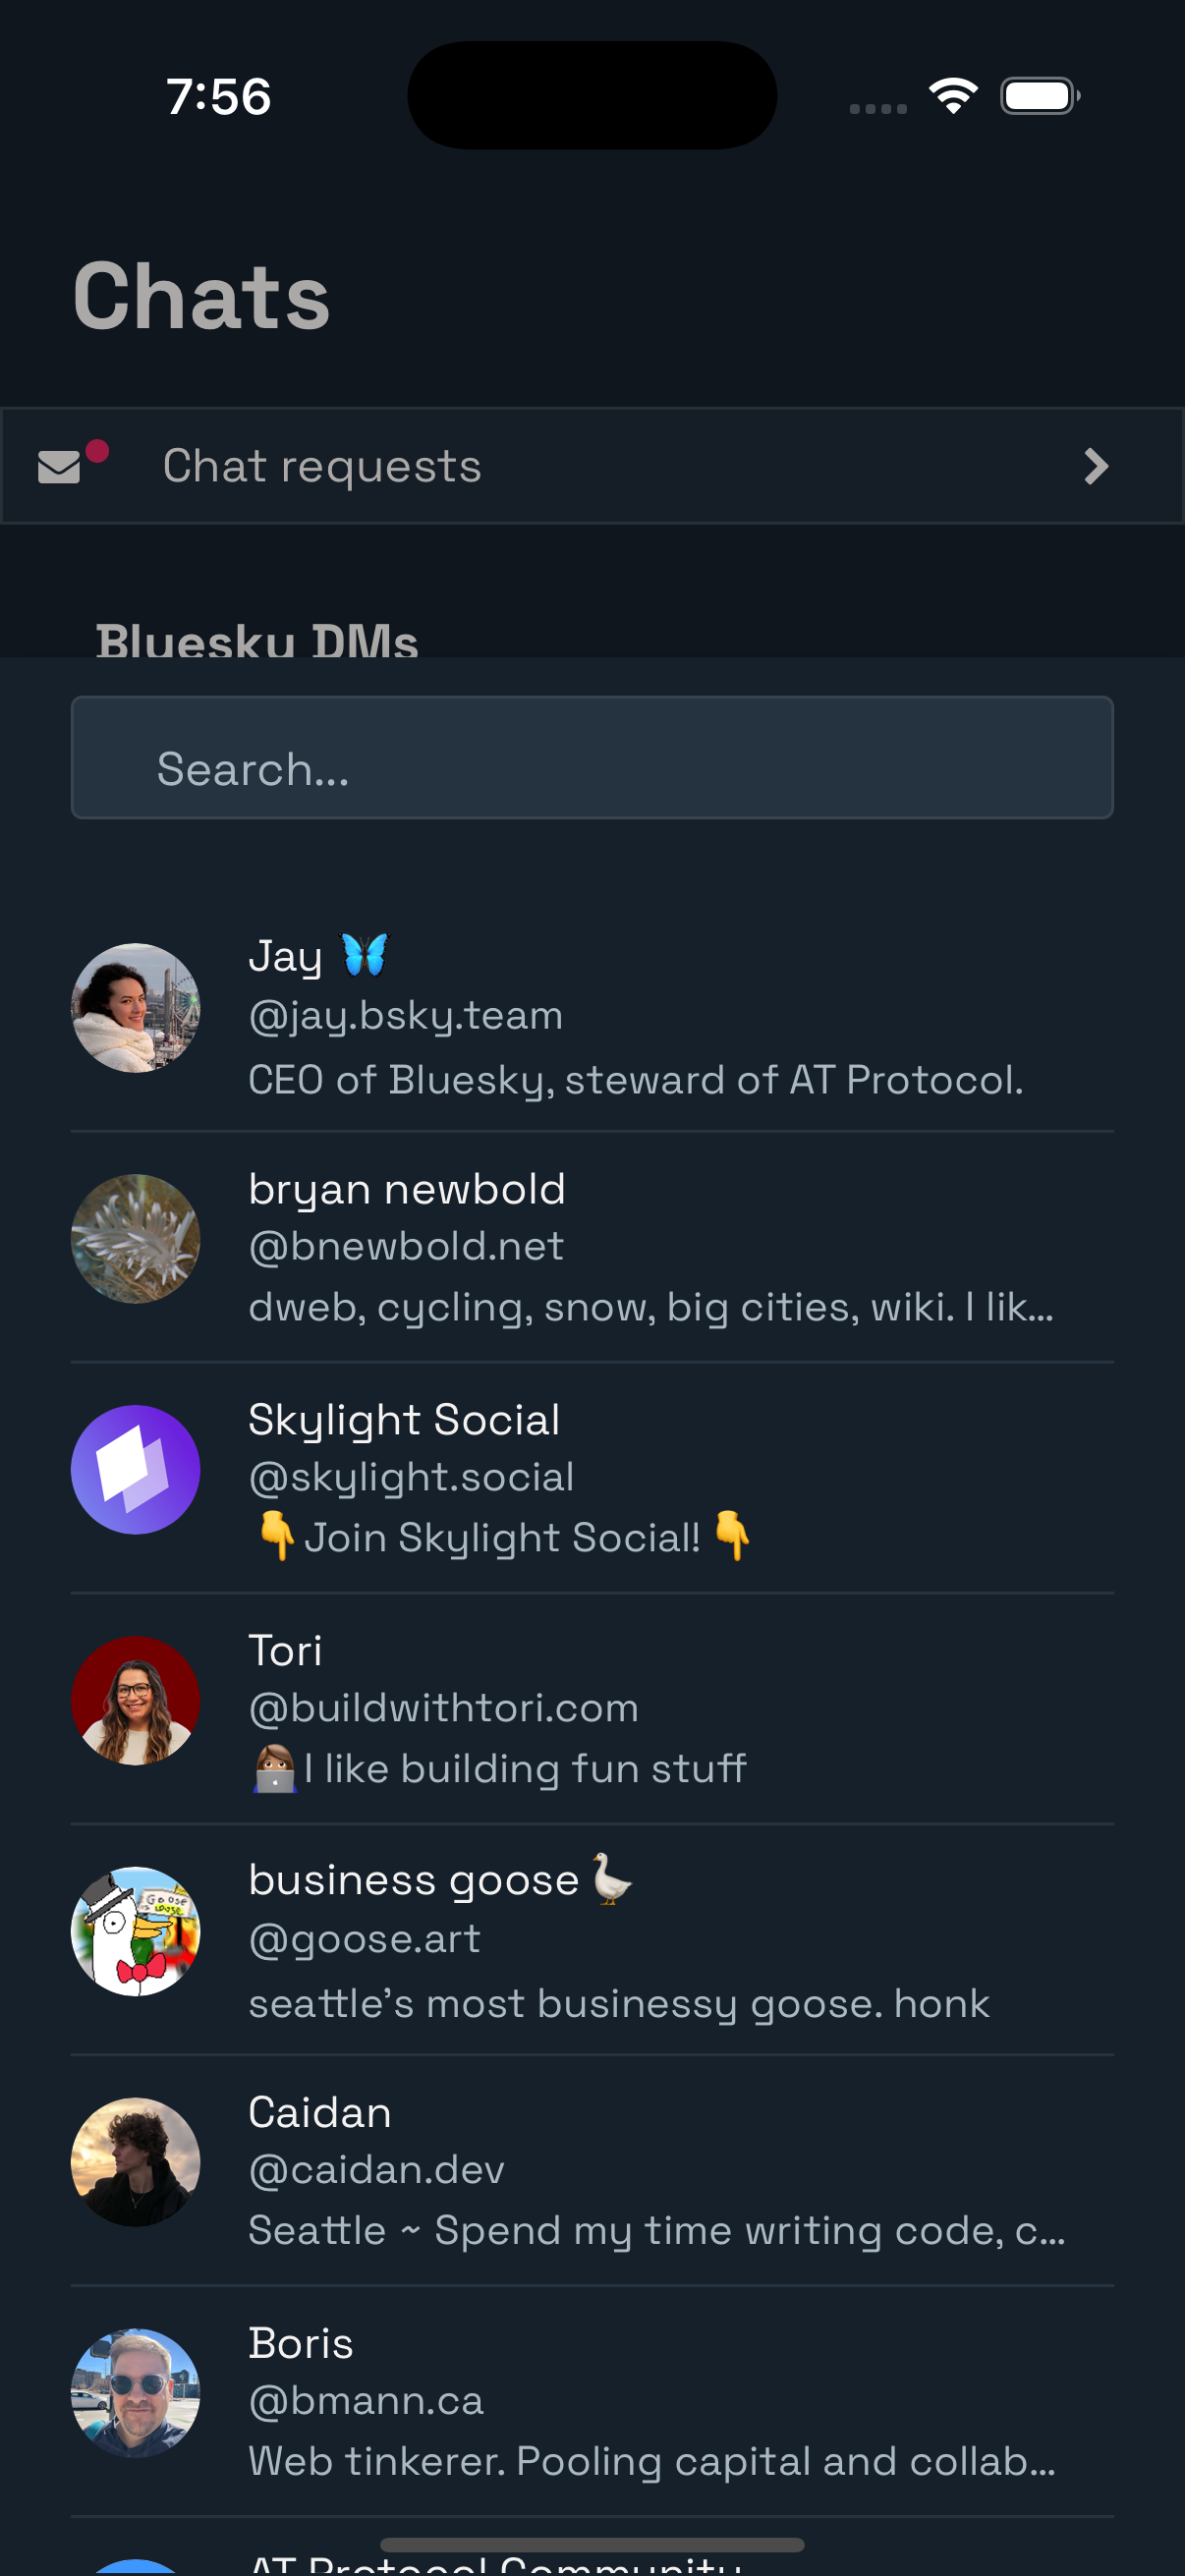 7:56
Chats
Chat requests
Bluesky DMs
Search...
Jay 🦋
@jay.bsky.team
CEO of Bluesky, steward of AT Protocol.
bryan newbold
@bnewbold.net
dweb, cycling, snow, big cities, wiki. I lik...
Skylight Social
@skylight.social
👇Join Skylight Social! 👇
Tori
@buildwithtori.com
👩🏽‍💻I like building fun stuff
business goose🪿
@goose.art
Goose
loose
seattle's most businessy goose. honk
Caidan
@caidan.dev
Seattle ~ Spend my time writing code, c...
Boris
@bmann.ca
Web tinkerer. Pooling capital and collab...
AT Protocol Community